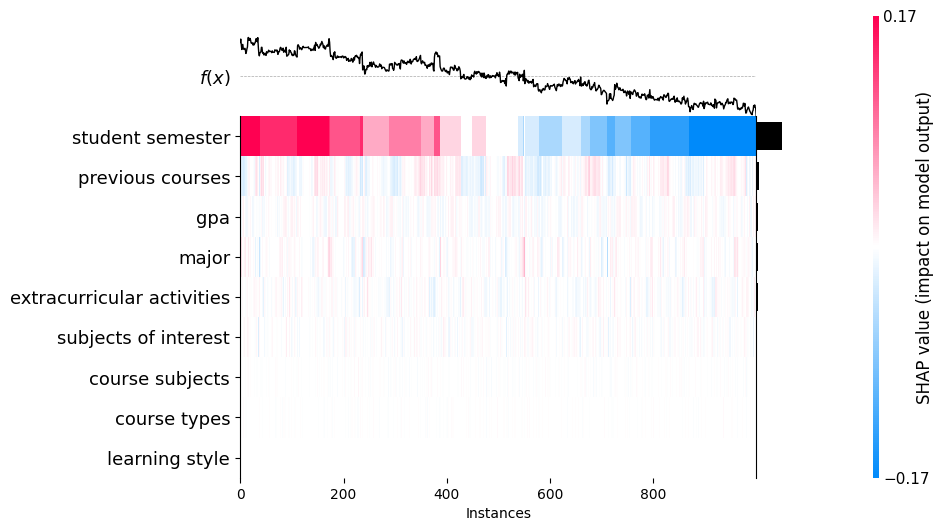 0.17
f(x)
student semester
previous courses
gpa
major
extracurricular activities
subjects of interest
course subjects
course types
learning style
0 200 400 600 800
Instances
−0.17
SHAP value (impact on model output)